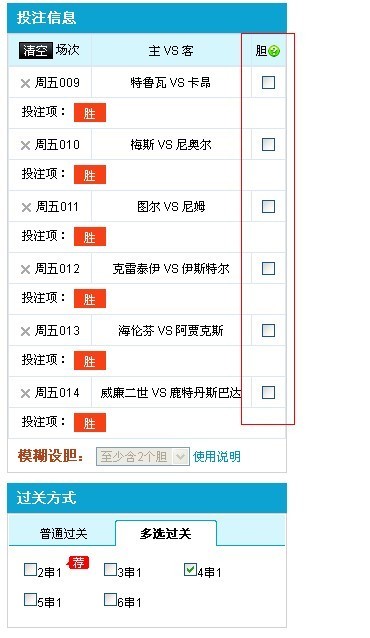 投注信息
清空 场次 主 VS 客 胆
周五009 特鲁瓦 VS 卡昂
投注项： 胜
周五010 梅斯 VS 尼奥尔
投注项： 胜
周五011 图尔 VS 尼姆
投注项： 胜
周五012 克雷泰伊 VS 伊斯特尔
投注项： 胜
周五013 海伦芬 VS 阿贾克斯
投注项： 胜
周五014 威廉二世 VS 鹿特丹斯巴达
投注项： 胜
模糊设胆： 至少含2个胆 使用说明
过关方式
普通过关 多选过关
2串1 荐 3串1 4串1
5串1 6串1